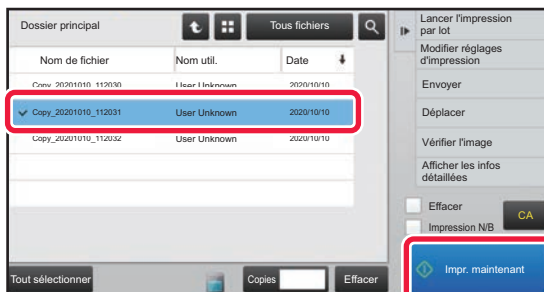 Dossier principal
Tous fichiers
Nom de fichier
Nom util.
Date
Copy_20201010_112030
User Unknown
2020/10/10
Copy_20201010_112031
User Unknown
2020/10/10
Copy_20201010_112032
User Unknown
2020/10/10
Tout sélectionner
Copies
Effacer
Lancer l'impression
par lot
Modifier réglages
d'impression
Envoyer
Déplacer
Vérifier l'image
Afficher les infos
détaillées
Effacer
Impression N/B
CA
Impr. maintenant